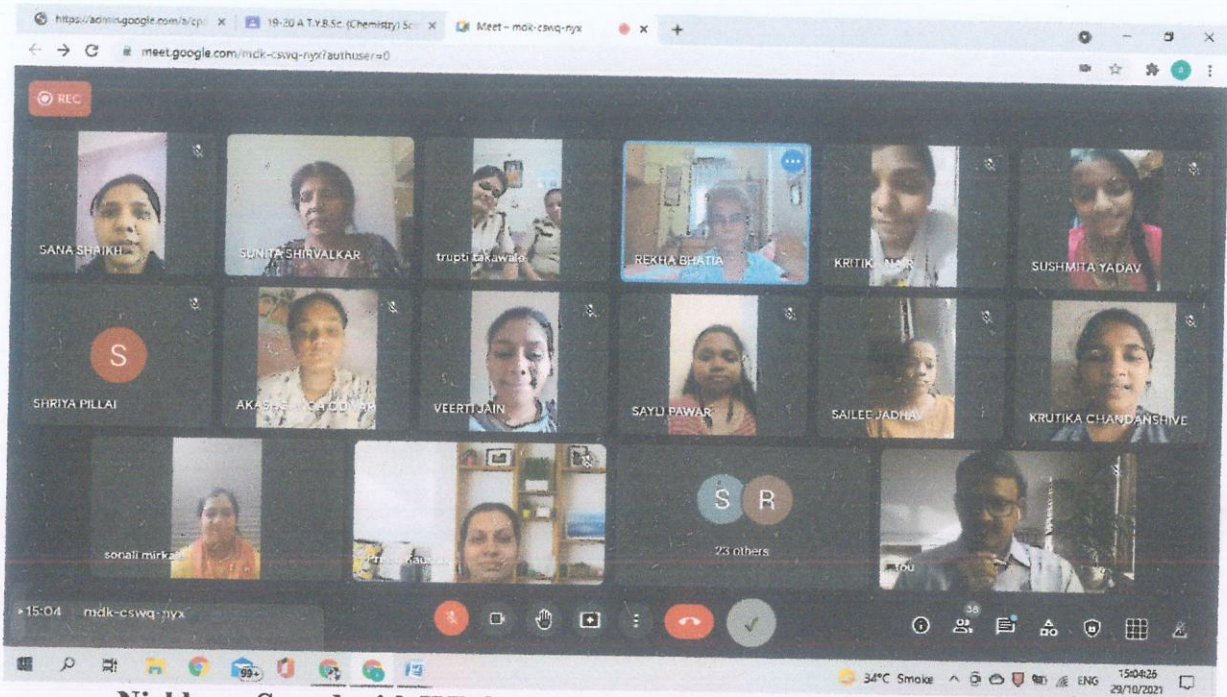 https://admin.google.com/a/cp
19-20 A T.Y.B.Sc. (Chemistry)
Meet – mdk-cswq-nyx
meet.google.com/mdk-cswq-nyx?authuser=0
REC
SANA SHAIKH
SUNITA SHIRVALKAR
trupti takawale
REKHA BHATIA
KRITIKA NAIR
SUSHMITA YADAV
S
SHRIYA PILLAI
VEERTI JAIN
SAYLI PAWAR
SAILEE JADHAV
KRUTIKA CHANDANSHIVE
sonali
S R
23 others
You
15:04 mdk-cswq-nyx
38
99+
34°C Smoke
ENG
15:04:26
29/10/2021